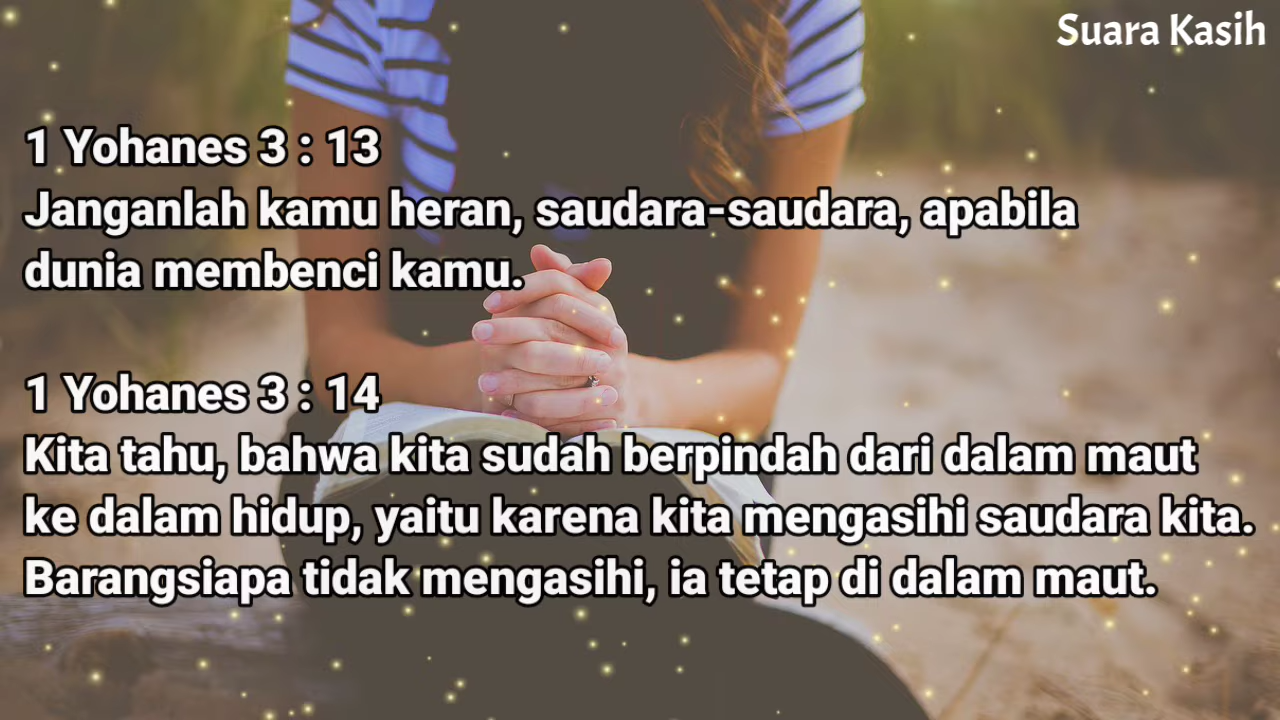 Suara Kasih
1 Yohanes 3 : 13
Janganlah kamu heran, saudara-saudara, apabila
dunia membenci kamu.
1 Yohanes 3 : 14
Kita tahu, bahwa kita sudah berpindah dari dalam maut
ke dalam hidup, yaitu karena kita mengasihi saudara kita.
Barangsiapa tidak mengasihi, ia tetap di dalam maut.